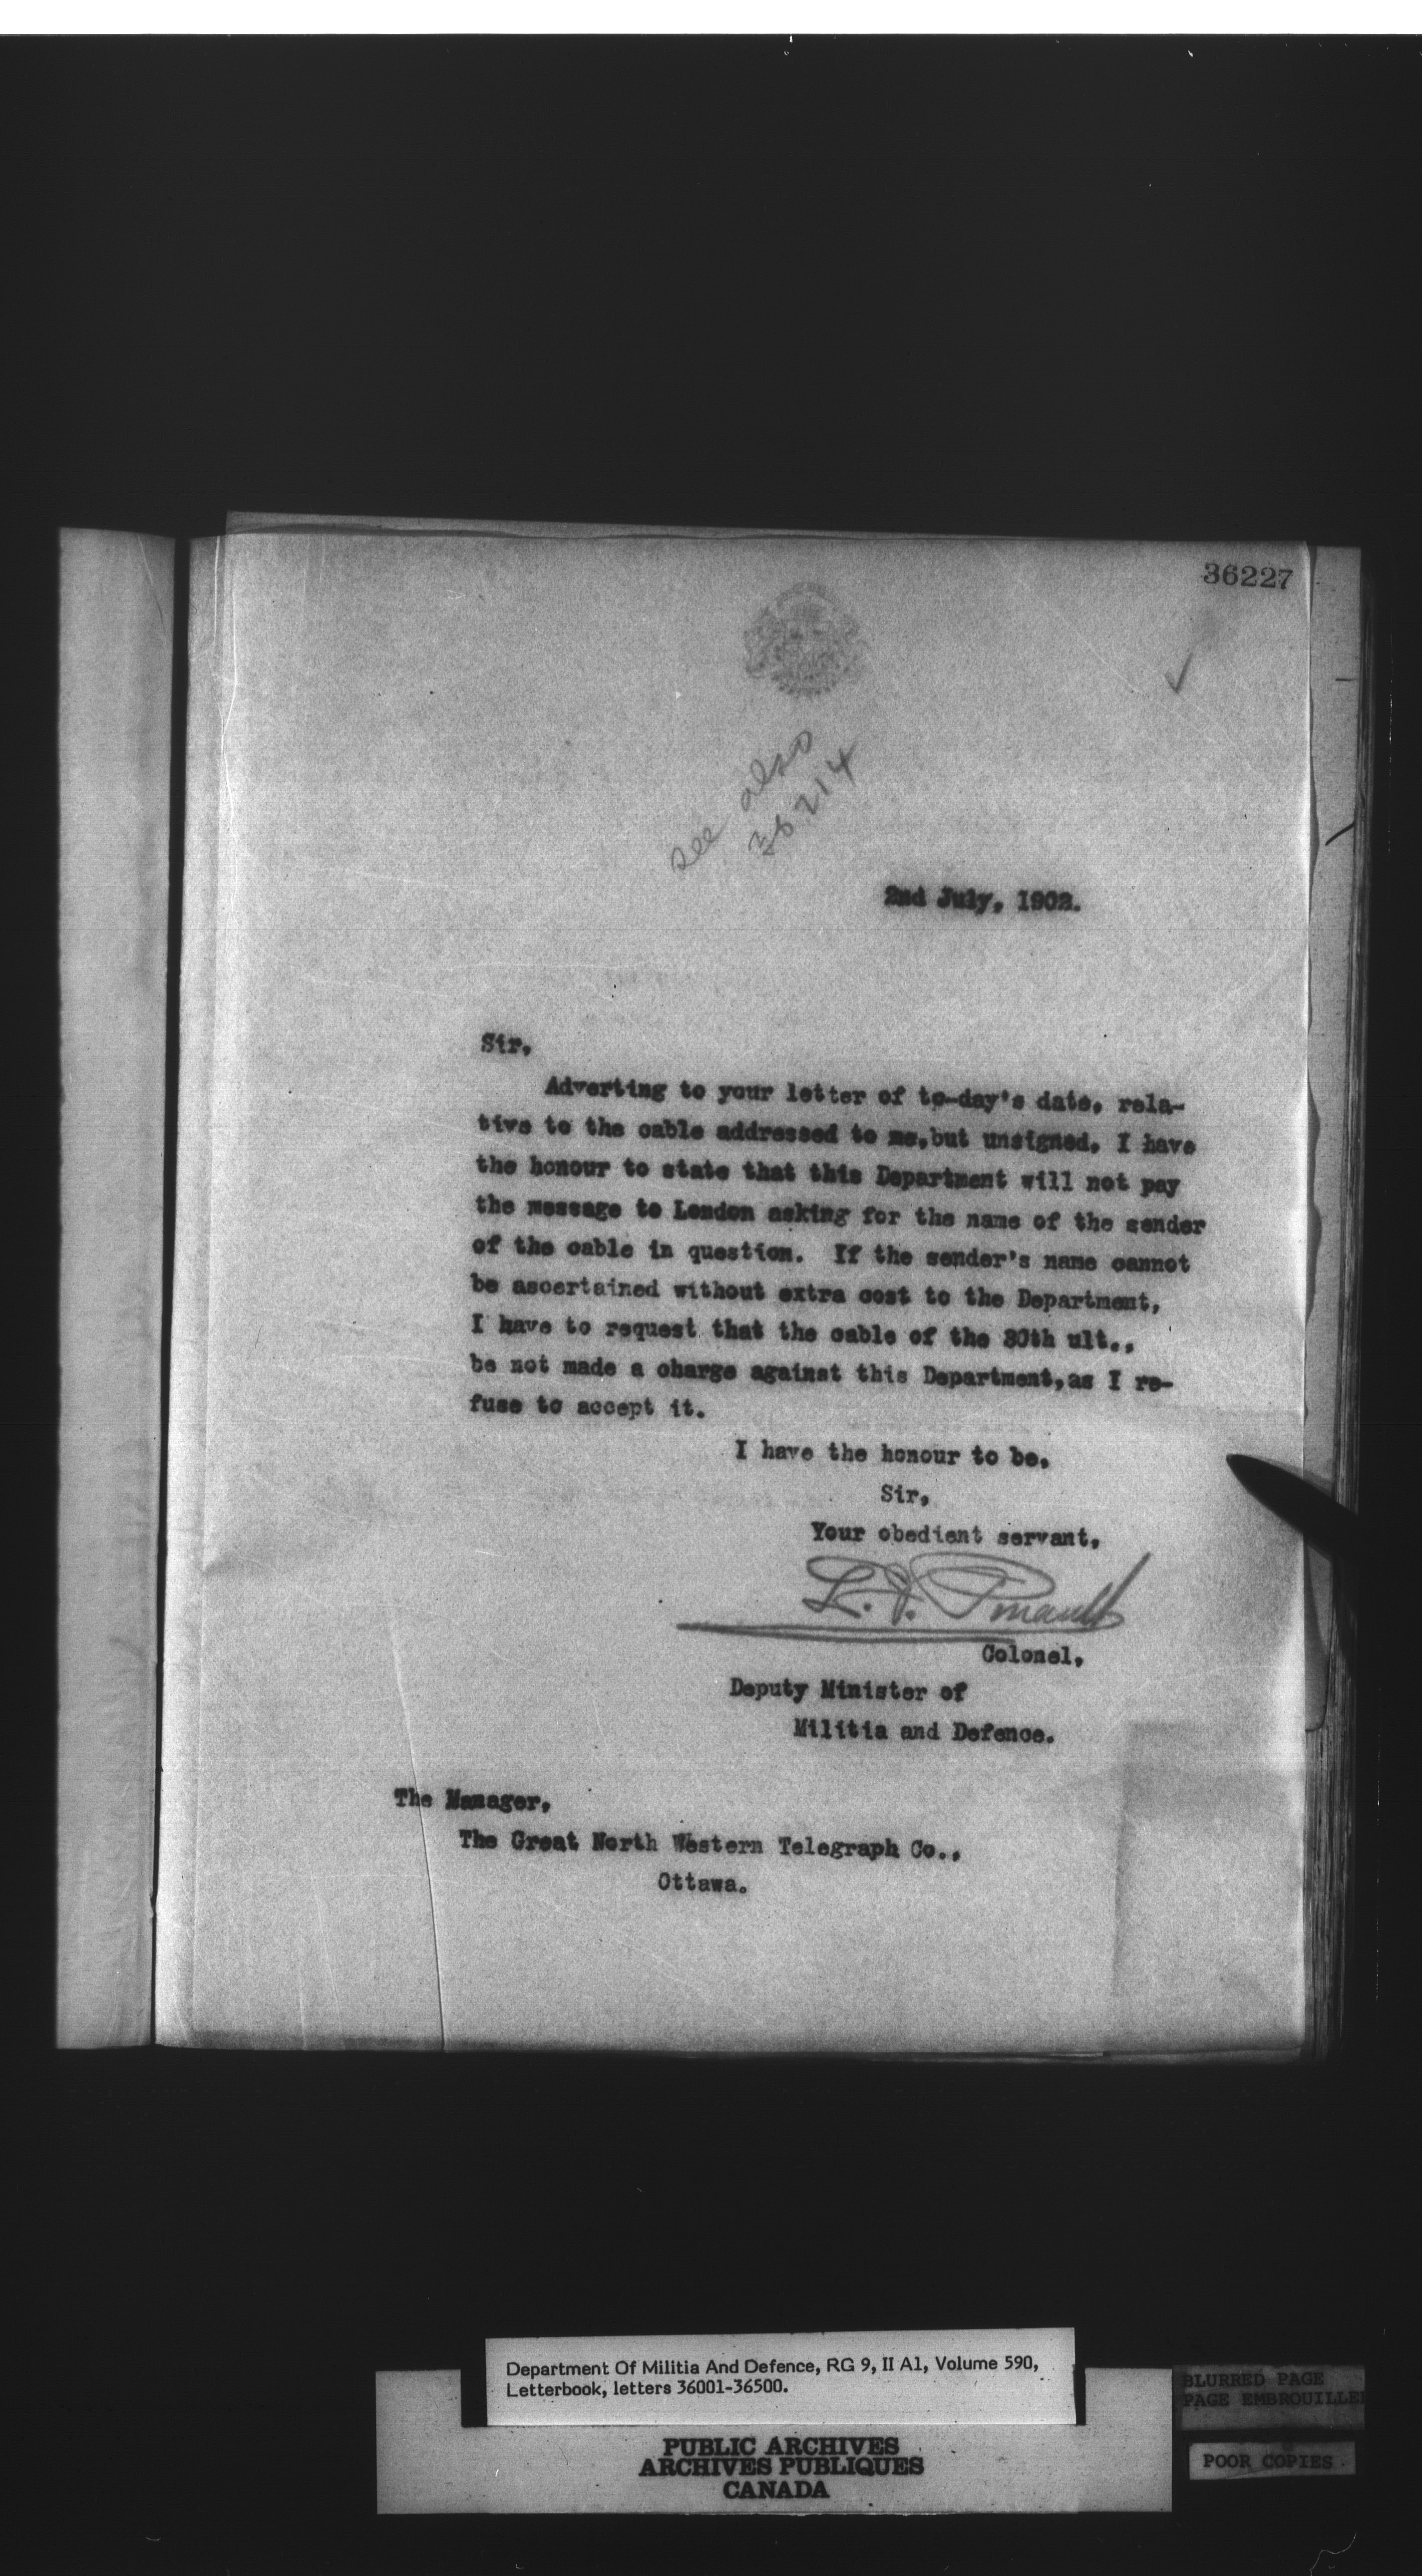 36227
see also
36214
2nd July, 1902.
Sir,
Adverting to your letter of to-day's date, rela-
tive to the cable addressed to me, but unsigned, I have
the honour to state that this Department will not pay
the message to London asking for the name of the sender
of the cable in question. If the sender's name cannot
be ascertained without extra cost to the Department,
I have to request that the cable of the 30th ult.,
be not made a charge against this Department, as I re-
fuse to accept it.
I have the honour to be,
Sir,
Your obedient servant,
L. F. Pinault
Colonel,
Deputy Minister of
Militia and Defence.
The Manager,
The Great North Western Telegraph Co.,
Ottawa.
Department Of Militia And Defence, RG 9, II A1, Volume 590,
Letterbook, letters 36001-36500.
PUBLIC ARCHIVES
ARCHIVES PUBLIQUES
CANADA
BLURRED PAGE
PAGE EMBROUILLEE
POOR COPIES